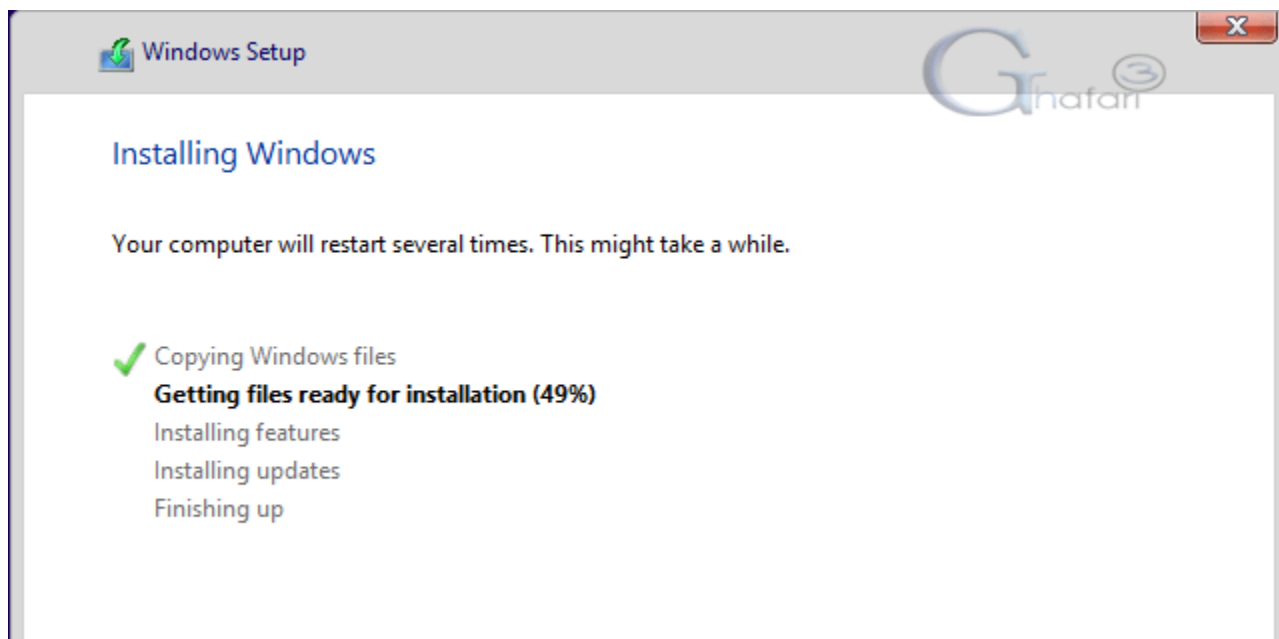 Windows Setup
Ghafari3
Installing Windows
Your computer will restart several times. This might take a while.
Copying Windows files
Getting files ready for installation (49%)
Installing features
Installing updates
Finishing up